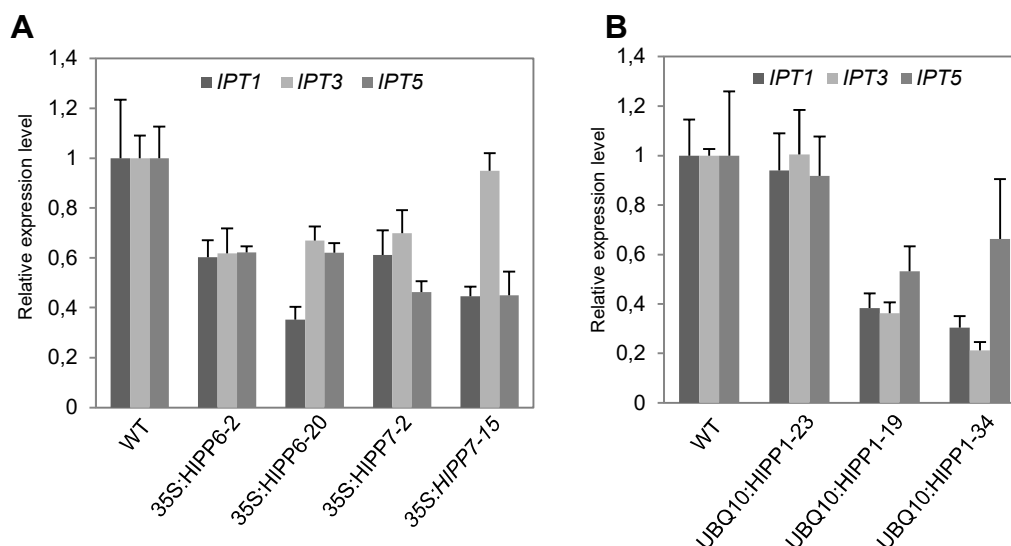 A
1,4
1,2
1
0,8
0,6
0,4
0,2
0
Relative expression level
IPT1 IPT3 IPT5
WT
35S:HIPP6-2
35S:HIPP6-20
35S:HIPP7-2
35S:HIPP7-15
B
1,4
1,2
1
0,8
0,6
0,4
0,2
0
Relative expression level
IPT1 IPT3 IPT5
WT
UBQ10:HIPP1-23
UBQ10:HIPP1-19
UBQ10:HIPP1-34